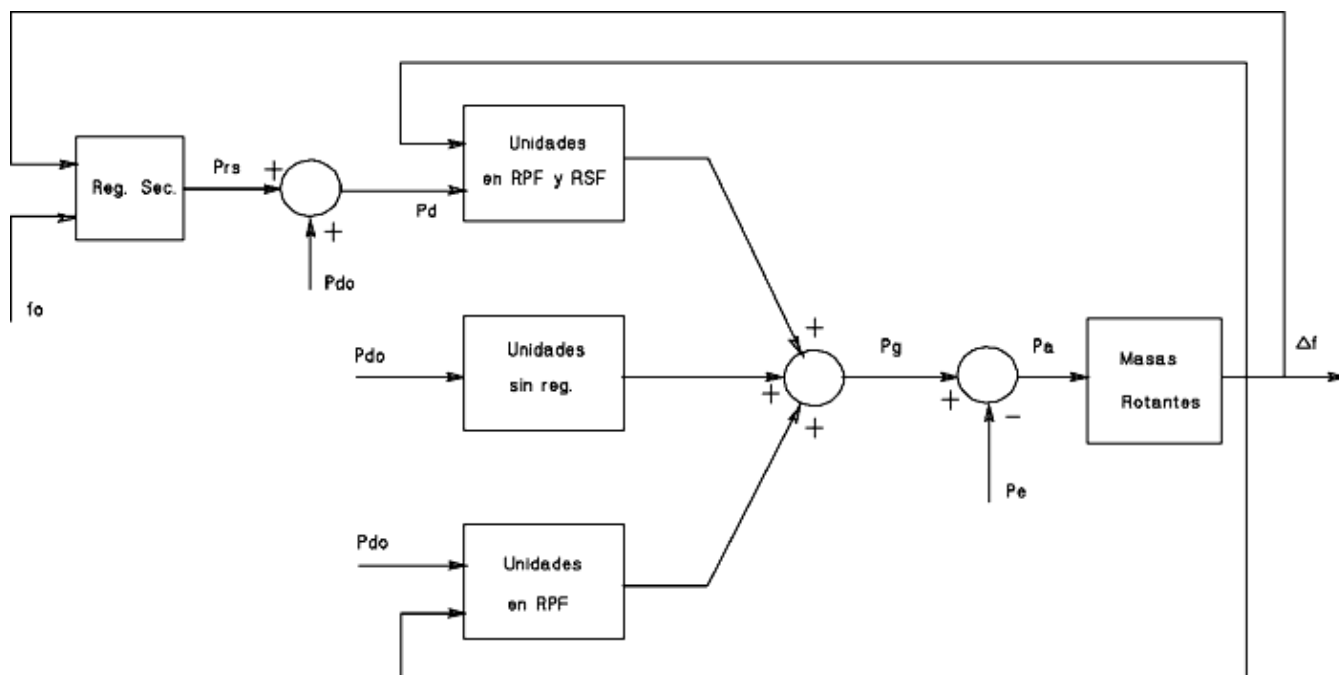 Unidades
en RPF y RSF
Prs
+
Reg. Sec.
Pd
+
Pdo
fo
Pdo
Unidades
sin reg.
+
+
+
Pg
+
-
Pa
Pe
Masas
Rotantes
Δf
Pdo
Unidades
en RPF